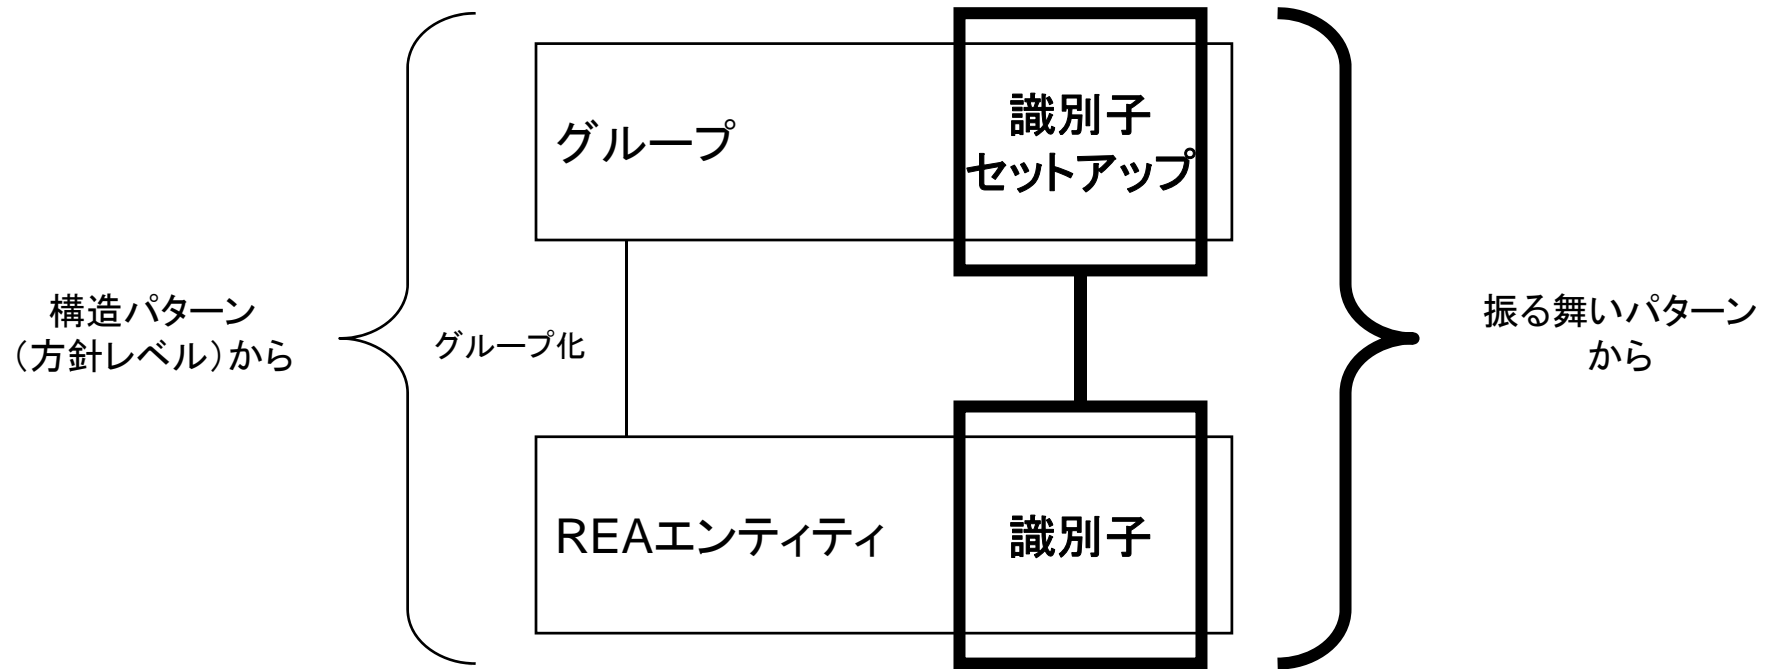 グループ
識別子
セットアップ
構造パターン
（方針レベル）から
グループ化
振る舞いパターン
から
REAエンティティ
識別子